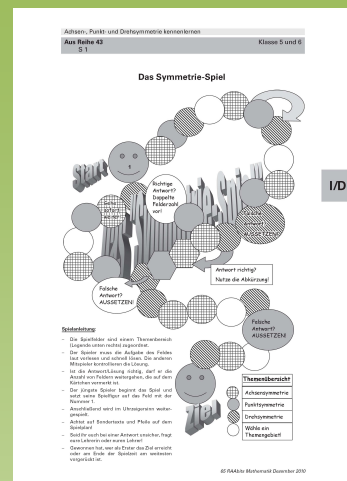 Achsen-, Punkt- und Drehsymmetrie kennenlernen
Aus Reihe 43
Klasse 5 und 6
S 1
Das Symmetrie-Spiel
Start
1
Richtige
Antwort?
Doppelte
Felderzahl
vor!
I/D
Falsche
Antwort?
AUSSETZEN!
Antwort richtig?
Nutze die Abkürzung!
Falsche
Antwort?
AUSSETZEN!
Falsche
Antwort?
AUSSETZEN!
Ziel
Spielanleitung:
– Die Spielfelder sind einem Themenbereich
(Legende unten rechts) zugeordnet.
– Der Spieler muss die Aufgabe des Feldes
laut vorlesen und schnell lösen. Die anderen
Mitspieler kontrollieren die Lösung.
– Ist die Antwort/Lösung richtig, darf er die
Anzahl von Feldern weitergehen, die auf dem
Kärtchen vermerkt ist.
– Der jüngste Spieler beginnt das Spiel und
setzt seine Spielfigur auf das Feld mit der
Nummer 1.
– Anschließend wird im Uhrzeigersinn weiter-
gespielt.
– Achtet auf Sondertexte und Pfeile auf dem
Spielplan!
– Seid ihr euch bei einer Antwort unsicher, fragt
eure Lehrerin oder euren Lehrer!
– Gewonnen hat, wer als Erster das Ziel erreicht
oder am Ende der Spielzeit am weitesten
vorgerückt ist.
Themenübersicht
Achsensymmetrie
Punktsymmetrie
Drehsymmetrie
Wähle ein
Themengebiet!
65 RAAbits Mathematik Dezember 2010